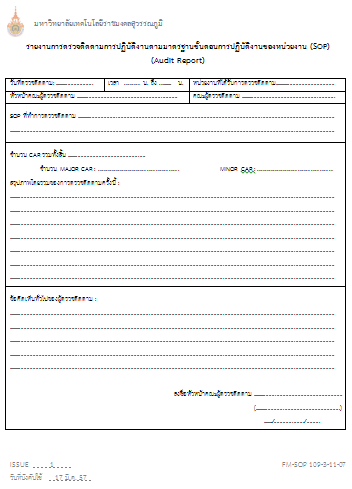 มหาวิทยาลัยเทคโนโลยีราชมงคลสุวรรณภูมิ
รายงานการตรวจติดตามการปฏิบัติงานตามมาตรฐานขั้นตอนการปฏิบัติงานของหน่วยงาน (SOP)
(Audit Report)
วันที่ตรวจติดตาม: เวลา ........ น. ถึง ........ น. หน่วยงานที่ได้รับการตรวจติดตาม
หัวหน้าคณะผู้ตรวจติดตาม คณะผู้ตรวจติดตาม
SOP ที่ทำการตรวจติดตาม
จำนวน CAR รวมทั้งสิ้น
จำนวน MAJOR CAR : MINOR CAR :
สรุปภาพโดยรวมของการตรวจติดตามครั้งนี้ :
ข้อคิดเห็นทั่วไปของผู้ตรวจติดตาม :
ลงชื่อหัวหน้าคณะผู้ตรวจติดตาม
(........................................)
....../............../........
ISSUE 1 FM-SOP 109-S-11-07
วันที่บังคับใช้ 17 มี.ค. 57